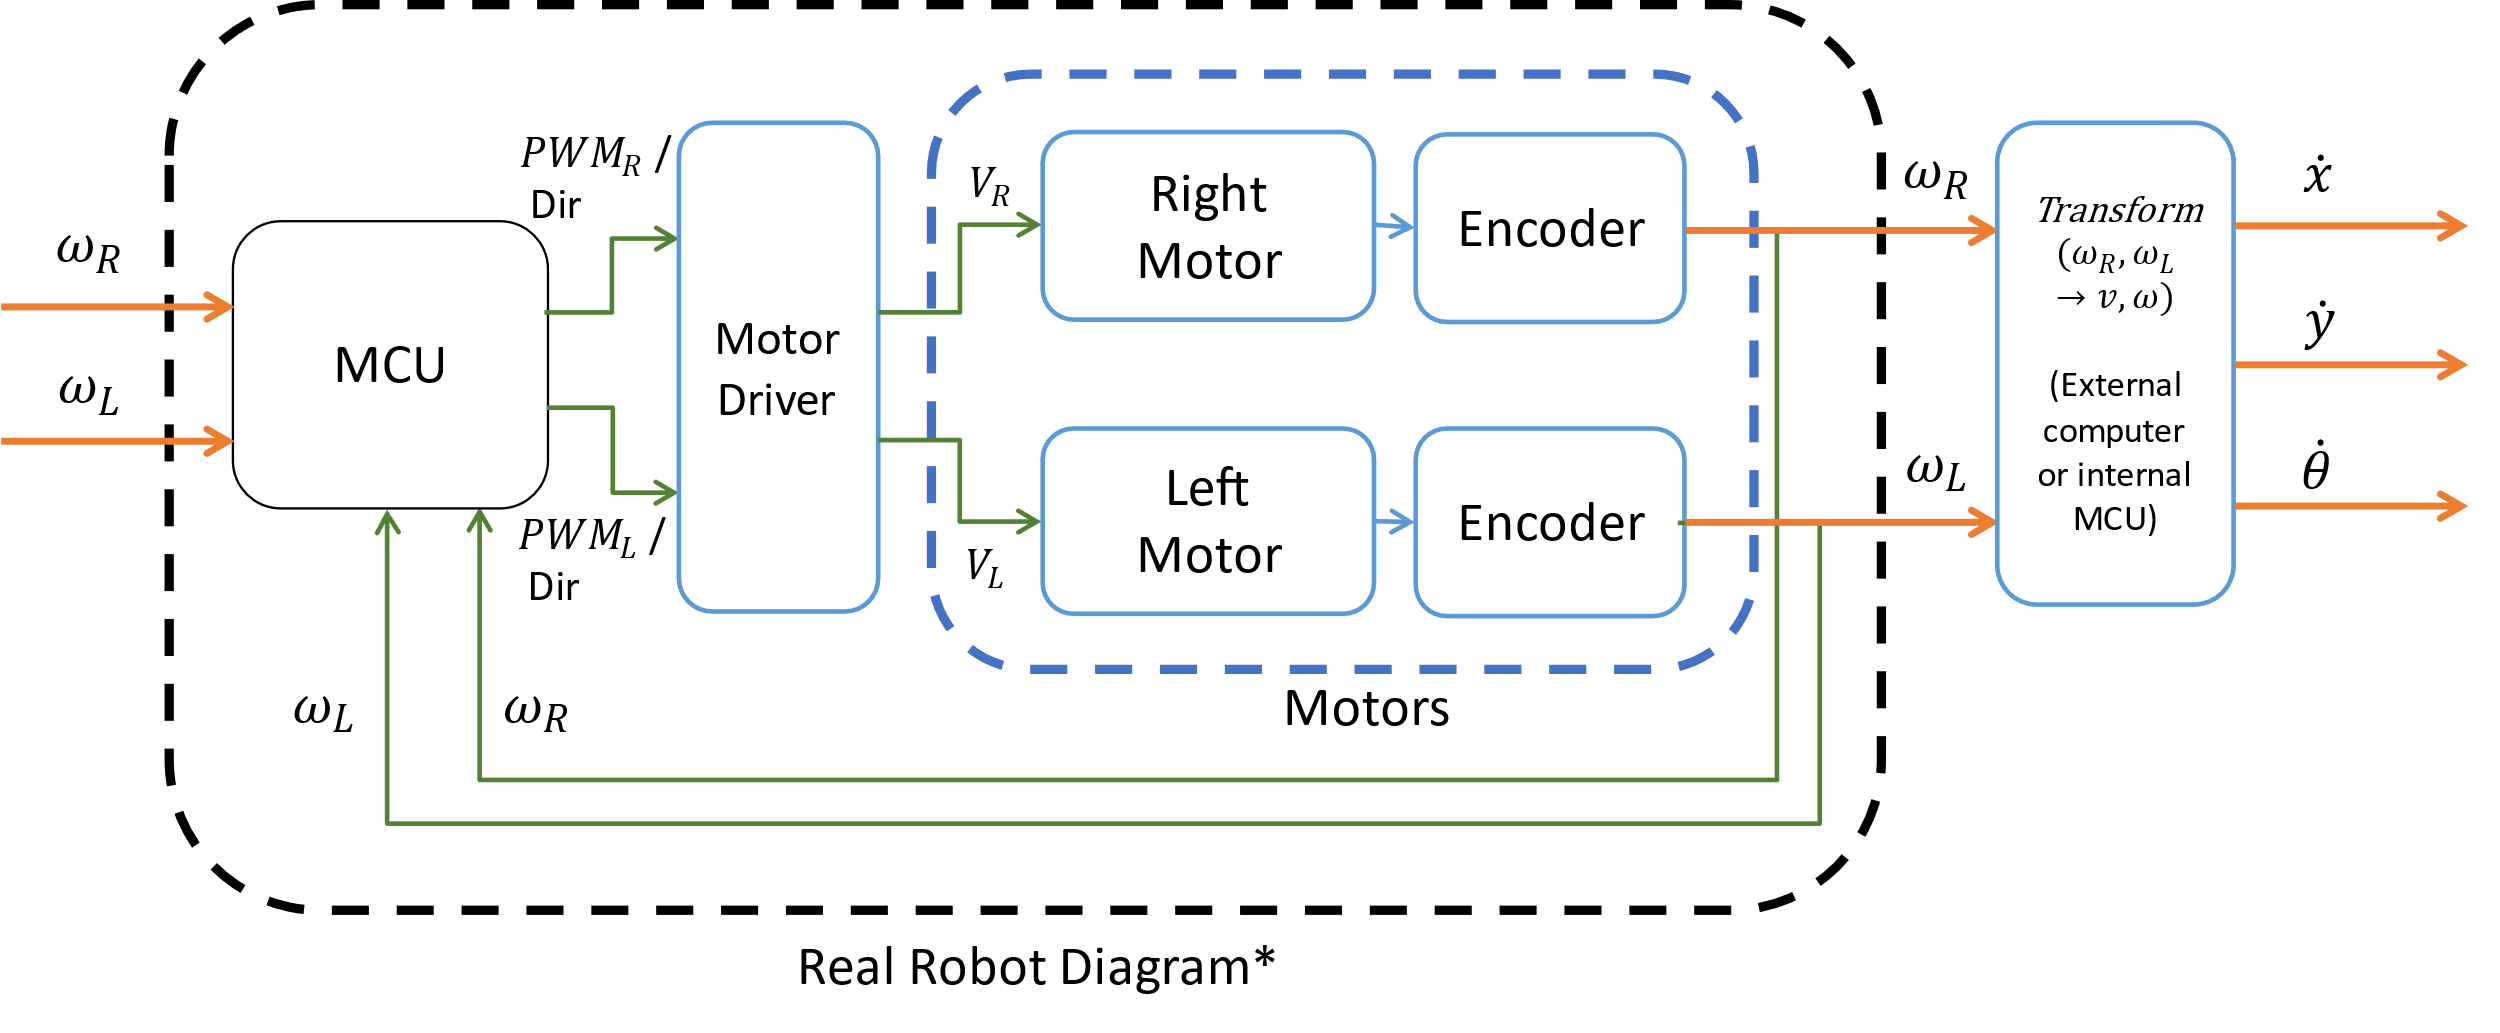 ω_R
ω_L
MCU
PWM_R /
Dir
PWM_L /
Dir
Motor
Driver
V_R
V_L
Right
Motor
Encoder
Left
Motor
Encoder
Motors
ω_L
ω_R
ω_R
ω_L
Transform
(ω_R, ω_L
→ v, ω)
(External
computer
or internal
MCU)
ẋ
ẏ
θ̇
Real Robot Diagram*